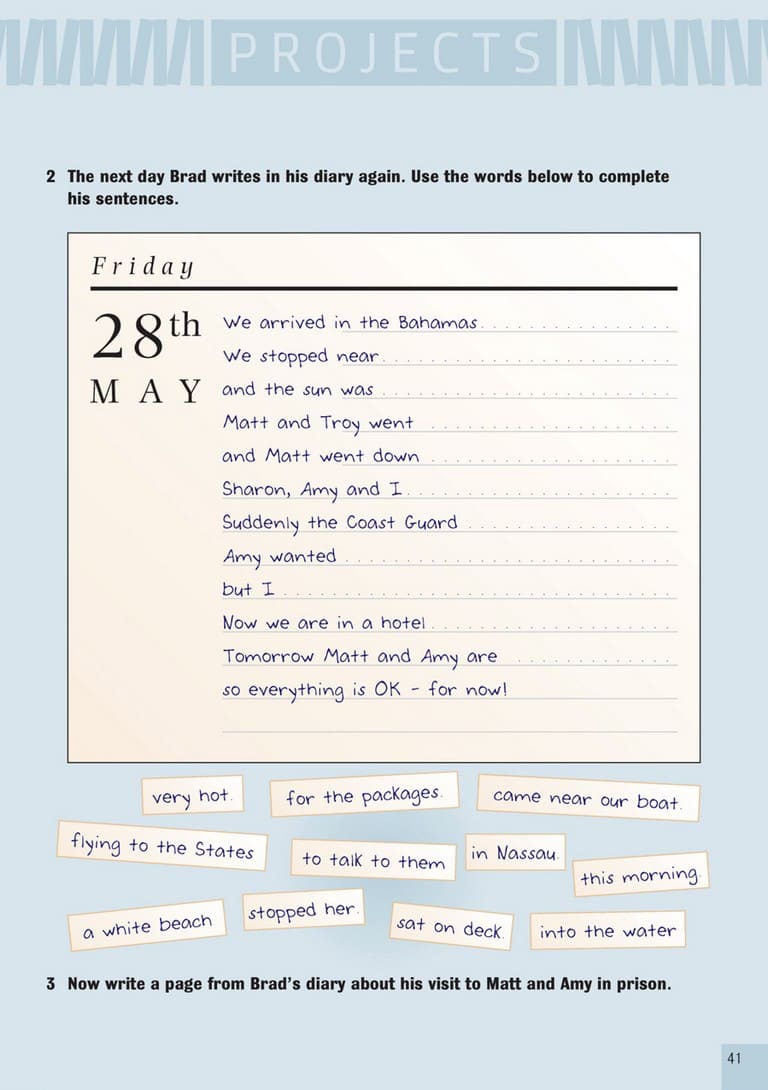 PROJECTS
2 The next day Brad writes in his diary again. Use the words below to complete
his sentences.
Friday
28th
MAY
We arrived in the Bahamas
We stopped near
and the sun was
Matt and Troy went
and Matt went down
Sharon, Amy and I
Suddenly the Coast Guard
Amy wanted
but I
Now we are in a hotel
Tomorrow Matt and Amy are
so everything is OK - for now!
very hot.
for the packages.
came near our boat.
flying to the States
to talk to them
in Nassau.
this morning.
a white beach
stopped her.
sat on deck.
into the water
3 Now write a page from Brad's diary about his visit to Matt and Amy in prison.
41